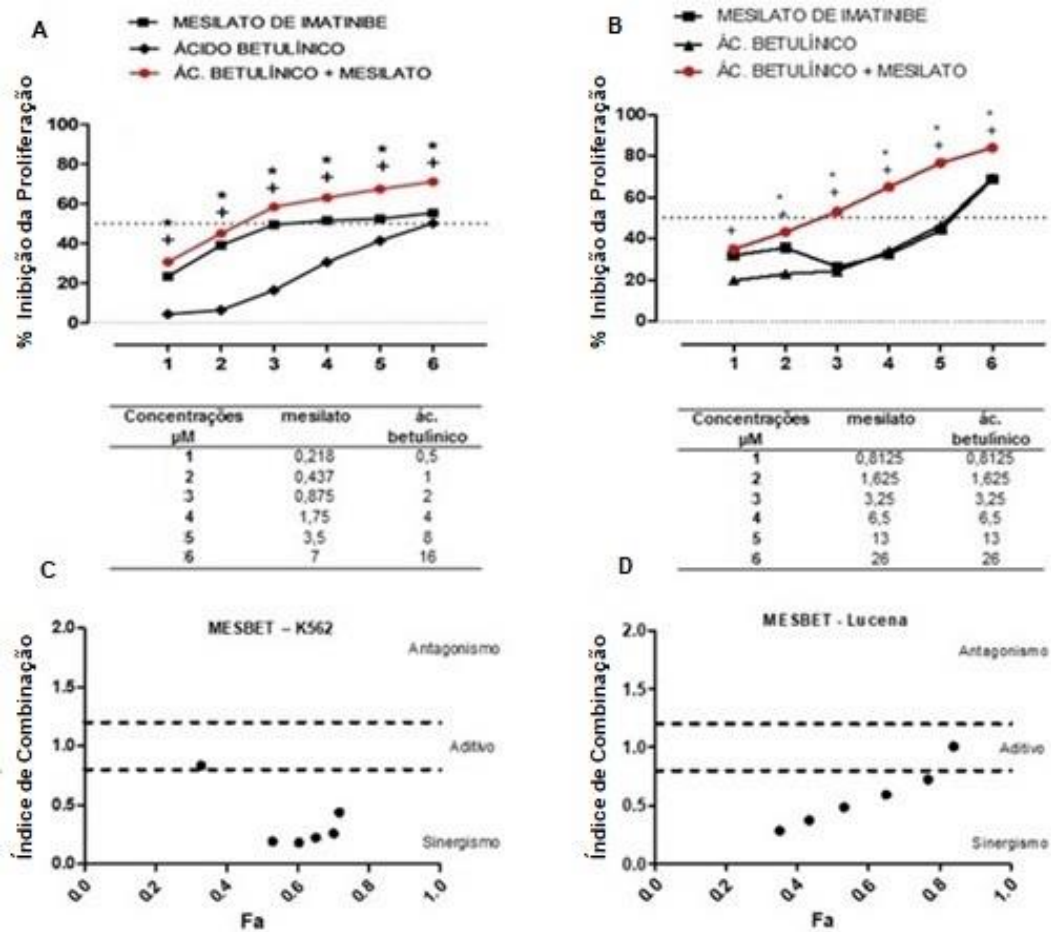 A
MESILATO DE IMATINIBE
ÁCIDO BETULÍNICO
ÁC. BETULÍNICO + MESILATO
% Inibição da Proliferação
100
80
60
40
20
0
* * * * * *
+ + + + + +
1 2 3 4 5 6
Concentrações µM mesilato ác. betulínico
1 0,218 0,5
2 0,437 1
3 0,875 2
4 1,75 4
5 3,5 8
6 7 16
B
MESILATO DE IMATINIBE
ÁC. BETULÍNICO
ÁC. BETULÍNICO + MESILATO
% Inibição da Proliferação
100
80
60
40
20
0
* * * * *
+ + + + + +
1 2 3 4 5 6
Concentrações µM mesilato ác. betulínico
1 0,8125 0,8125
2 1,625 1,625
3 3,25 3,25
4 6,5 6,5
5 13 13
6 26 26
C
MESBET – K562
Índice de Combinação
2.0
1.5
1.0
0.5
0.0
Antagonismo
Aditivo
Sinergismo
0.0 0.2 0.4 0.6 0.8 1.0
Fa
D
MESBET - Lucena
Índice de Combinação
2.0
1.5
1.0
0.5
0.0
Antagonismo
Aditivo
Sinergismo
0.0 0.2 0.4 0.6 0.8 1.0
Fa